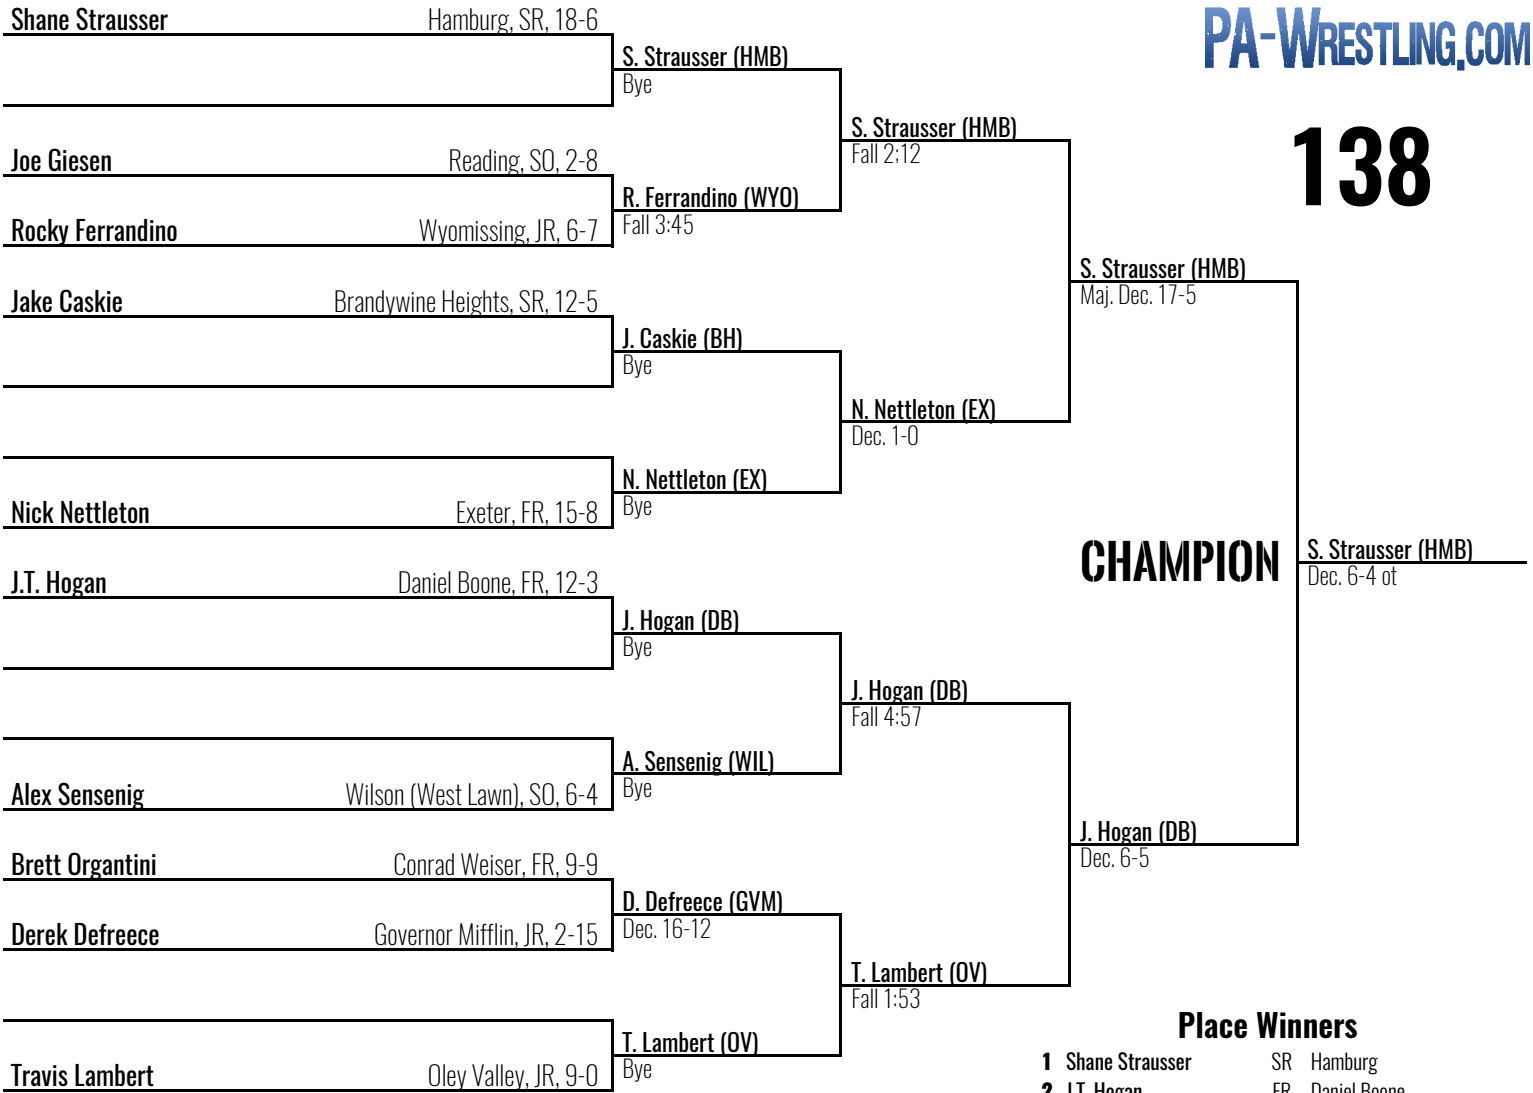 Shane Strausser Hamburg, SR, 18-6
PA-WRESTLING.COM
S. Strausser (HMB)
Bye
S. Strausser (HMB)
Fall 2:12
138
Joe Giesen Reading, SO, 2-8
R. Ferrandino (WYO)
Fall 3:45
Rocky Ferrandino Wyomissing, JR, 6-7
S. Strausser (HMB)
Maj. Dec. 17-5
Jake Caskie Brandywine Heights, SR, 12-5
J. Caskie (BH)
Bye
N. Nettleton (EX)
Dec. 1-0
N. Nettleton (EX)
Bye
Nick Nettleton Exeter, FR, 15-8
CHAMPION
S. Strausser (HMB)
Dec. 6-4 ot
J.T. Hogan Daniel Boone, FR, 12-3
J. Hogan (DB)
Bye
J. Hogan (DB)
Fall 4:57
A. Sensenig (WIL)
Bye
Alex Sensenig Wilson (West Lawn), SO, 6-4
J. Hogan (DB)
Dec. 6-5
Brett Organtini Conrad Weiser, FR, 9-9
D. Defreece (GVM)
Dec. 16-12
Derek Defreece Governor Mifflin, JR, 2-15
T. Lambert (OV)
Fall 1:53
T. Lambert (OV)
Bye
Travis Lambert Oley Valley, JR, 9-0
Place Winners
1 Shane Strausser SR Hamburg
2 J.T. Hogan FR Daniel Boone